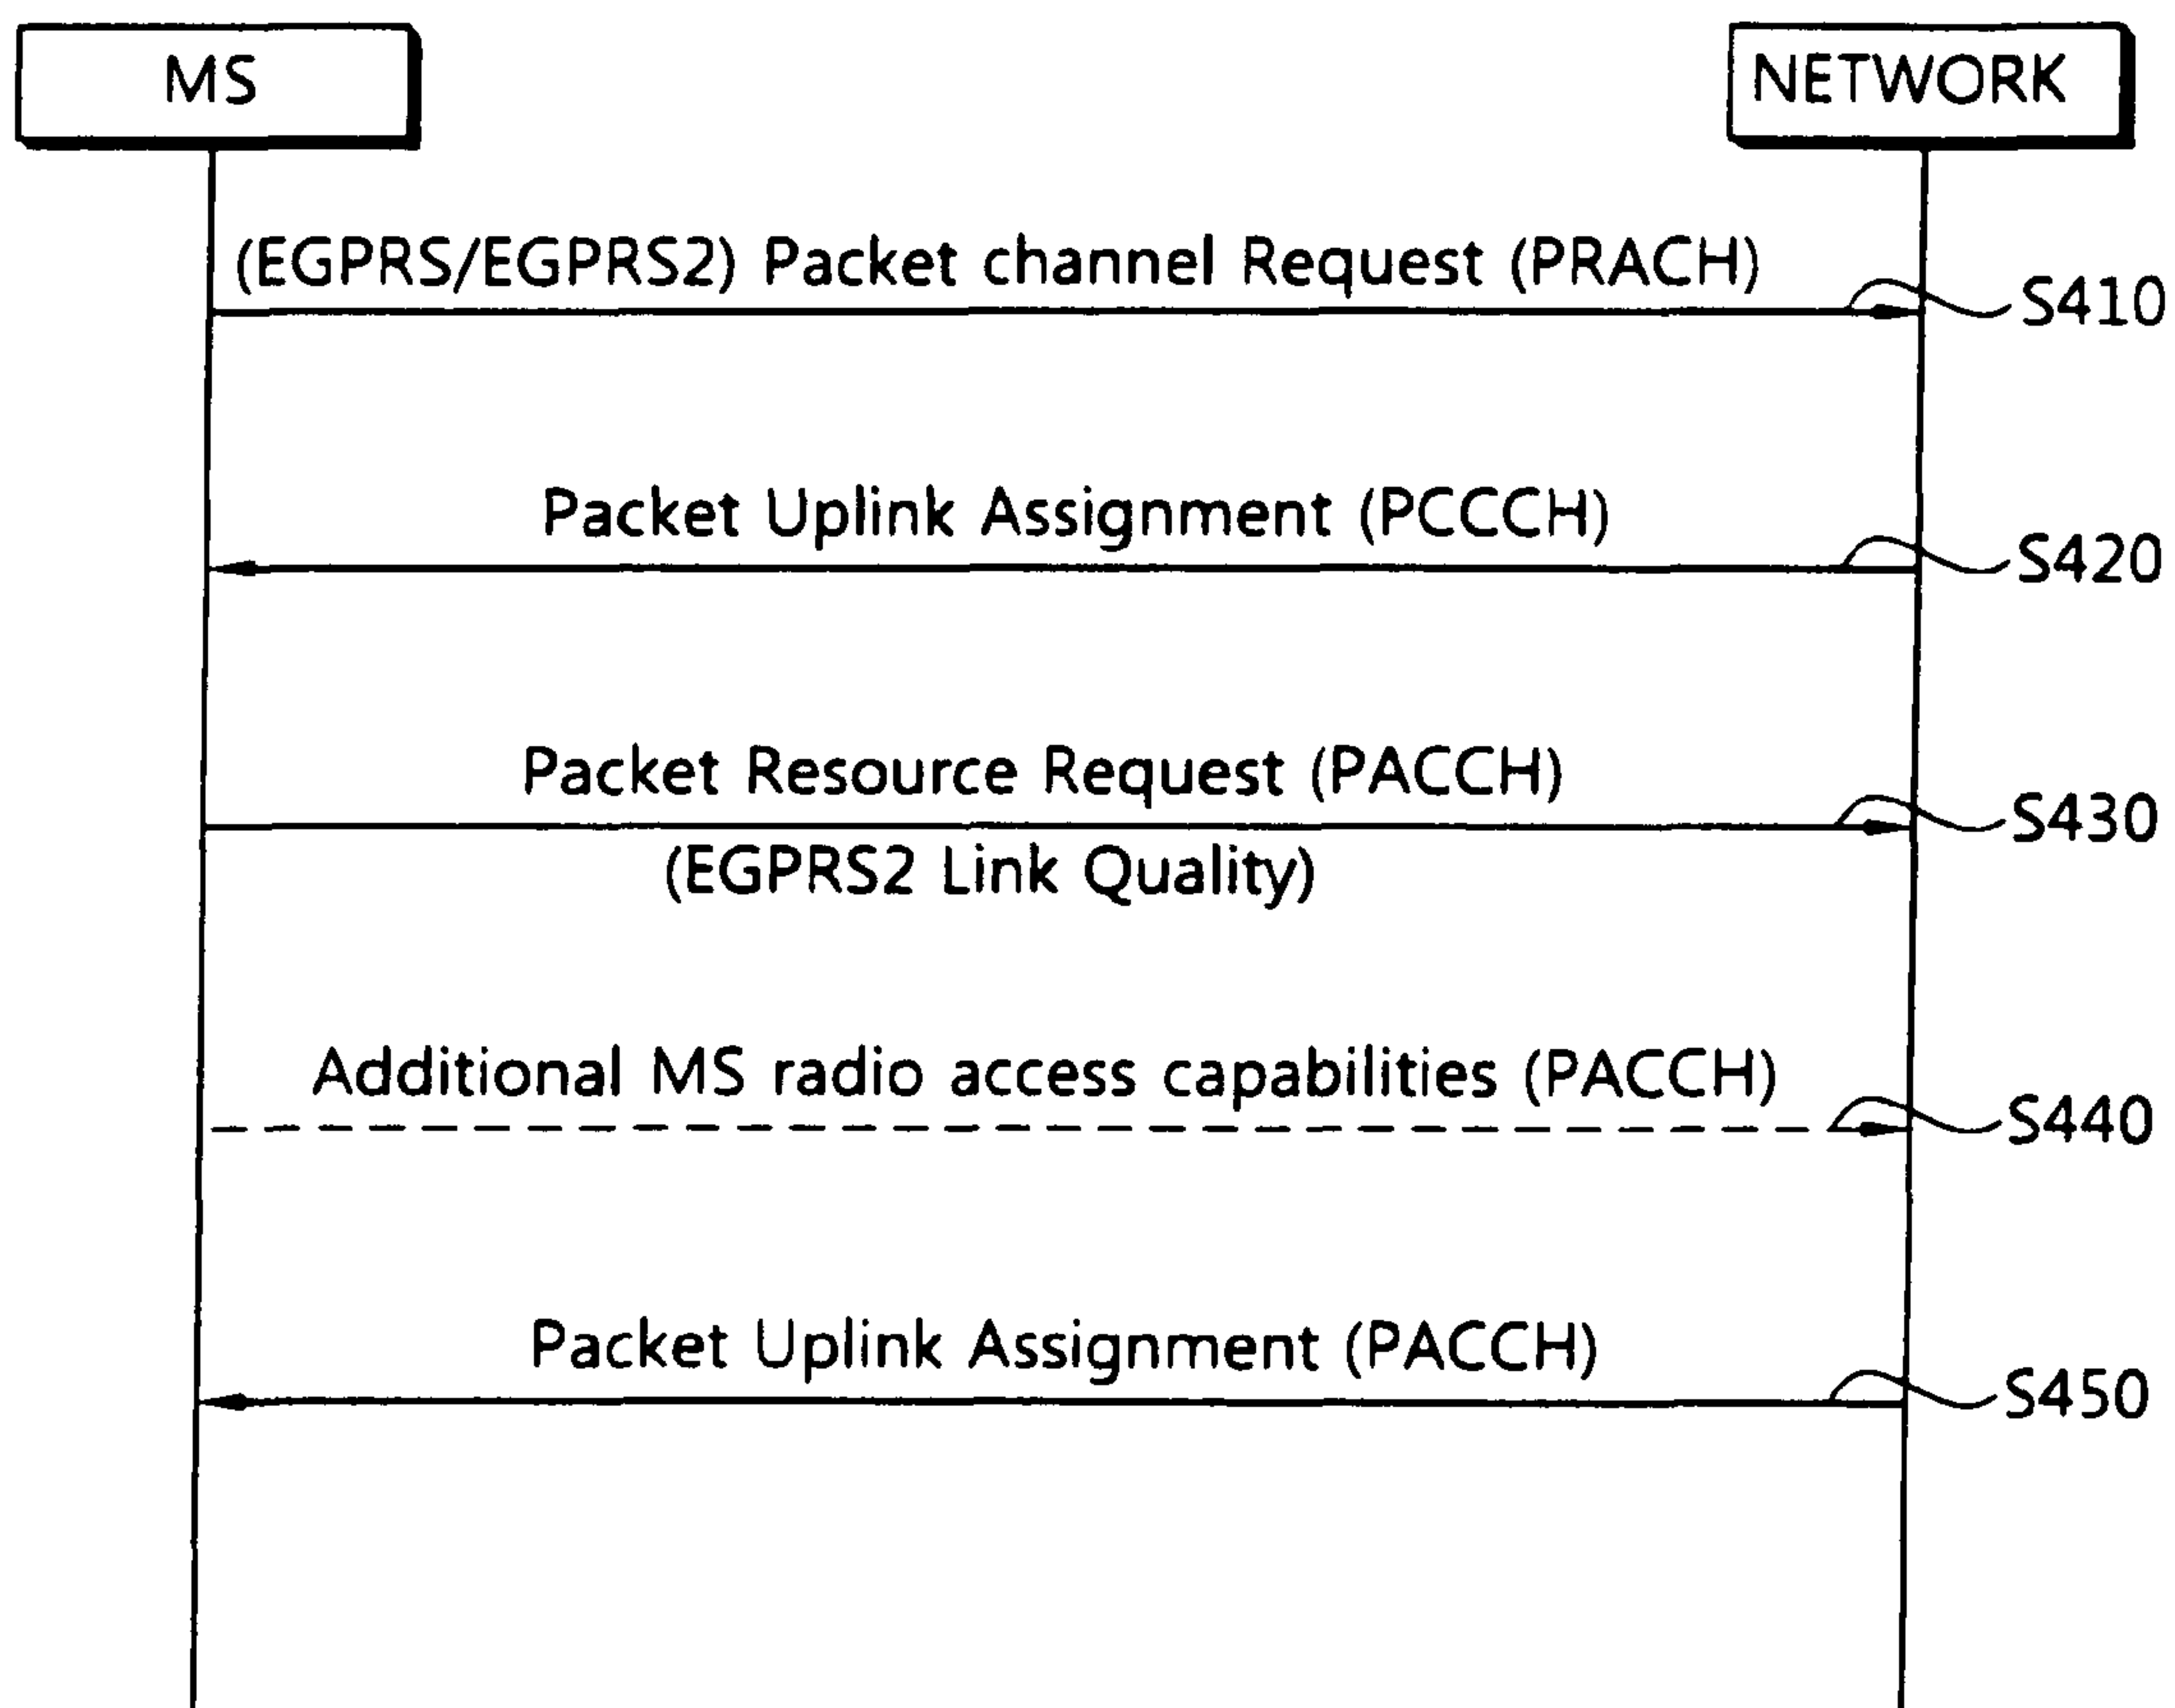 MS
NETWORK
(EGPRS/EGPRS2) Packet channel Request (PRACH)
S410
Packet Uplink Assignment (PCCCH)
S420
Packet Resource Request (PACCH)
S430
(EGPRS2 Link Quality)
Additional MS radio access capabilities (PACCH)
S440
Packet Uplink Assignment (PACCH)
S450